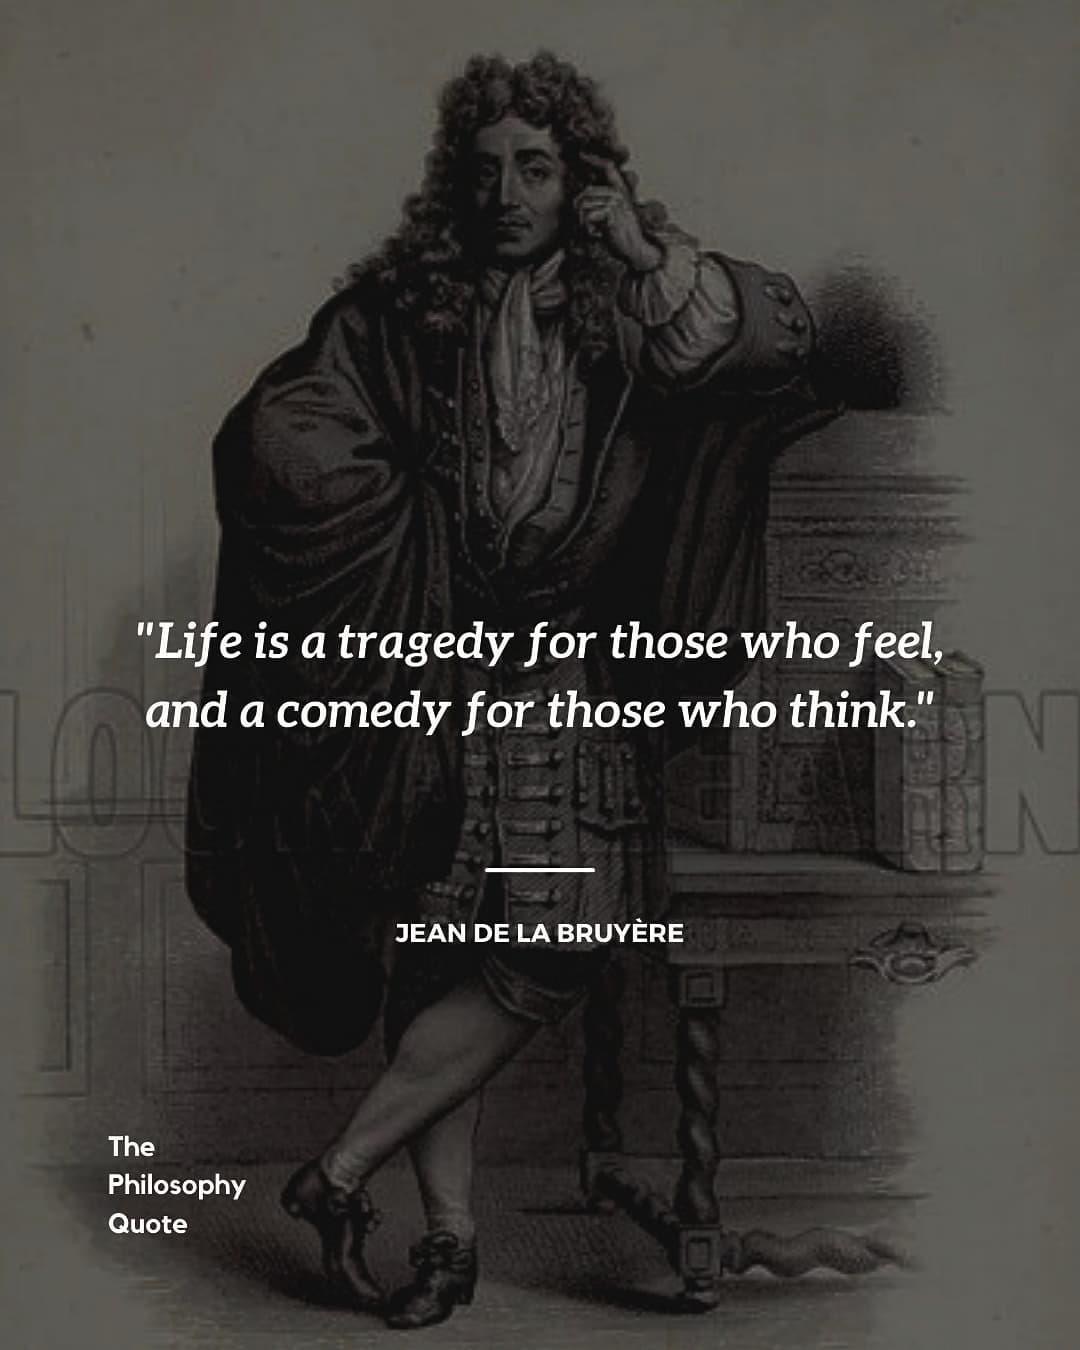 "Life is a tragedy for those who feel,
and a comedy for those who think."
JEAN DE LA BRUYÈRE
The
Philosophy
Quote